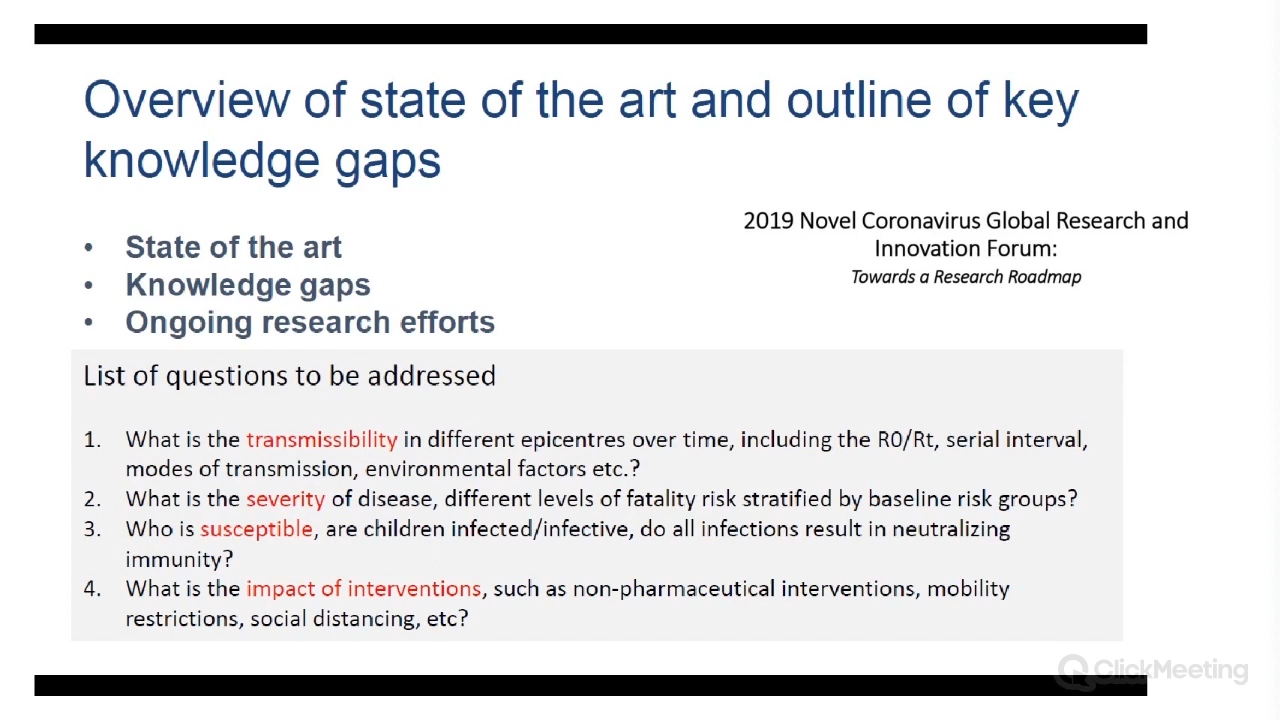 Overview of state of the art and outline of key
knowledge gaps
2019 Novel Coronavirus Global Research and
Innovation Forum:
Towards a Research Roadmap
• State of the art
• Knowledge gaps
• Ongoing research efforts
List of questions to be addressed
1. What is the transmissibility in different epicentres over time, including the R0/Rt, serial interval,
modes of transmission, environmental factors etc.?
2. What is the severity of disease, different levels of fatality risk stratified by baseline risk groups?
3. Who is susceptible, are children infected/infective, do all infections result in neutralizing
immunity?
4. What is the impact of interventions, such as non-pharmaceutical interventions, mobility
restrictions, social distancing, etc?
ClickMeeting